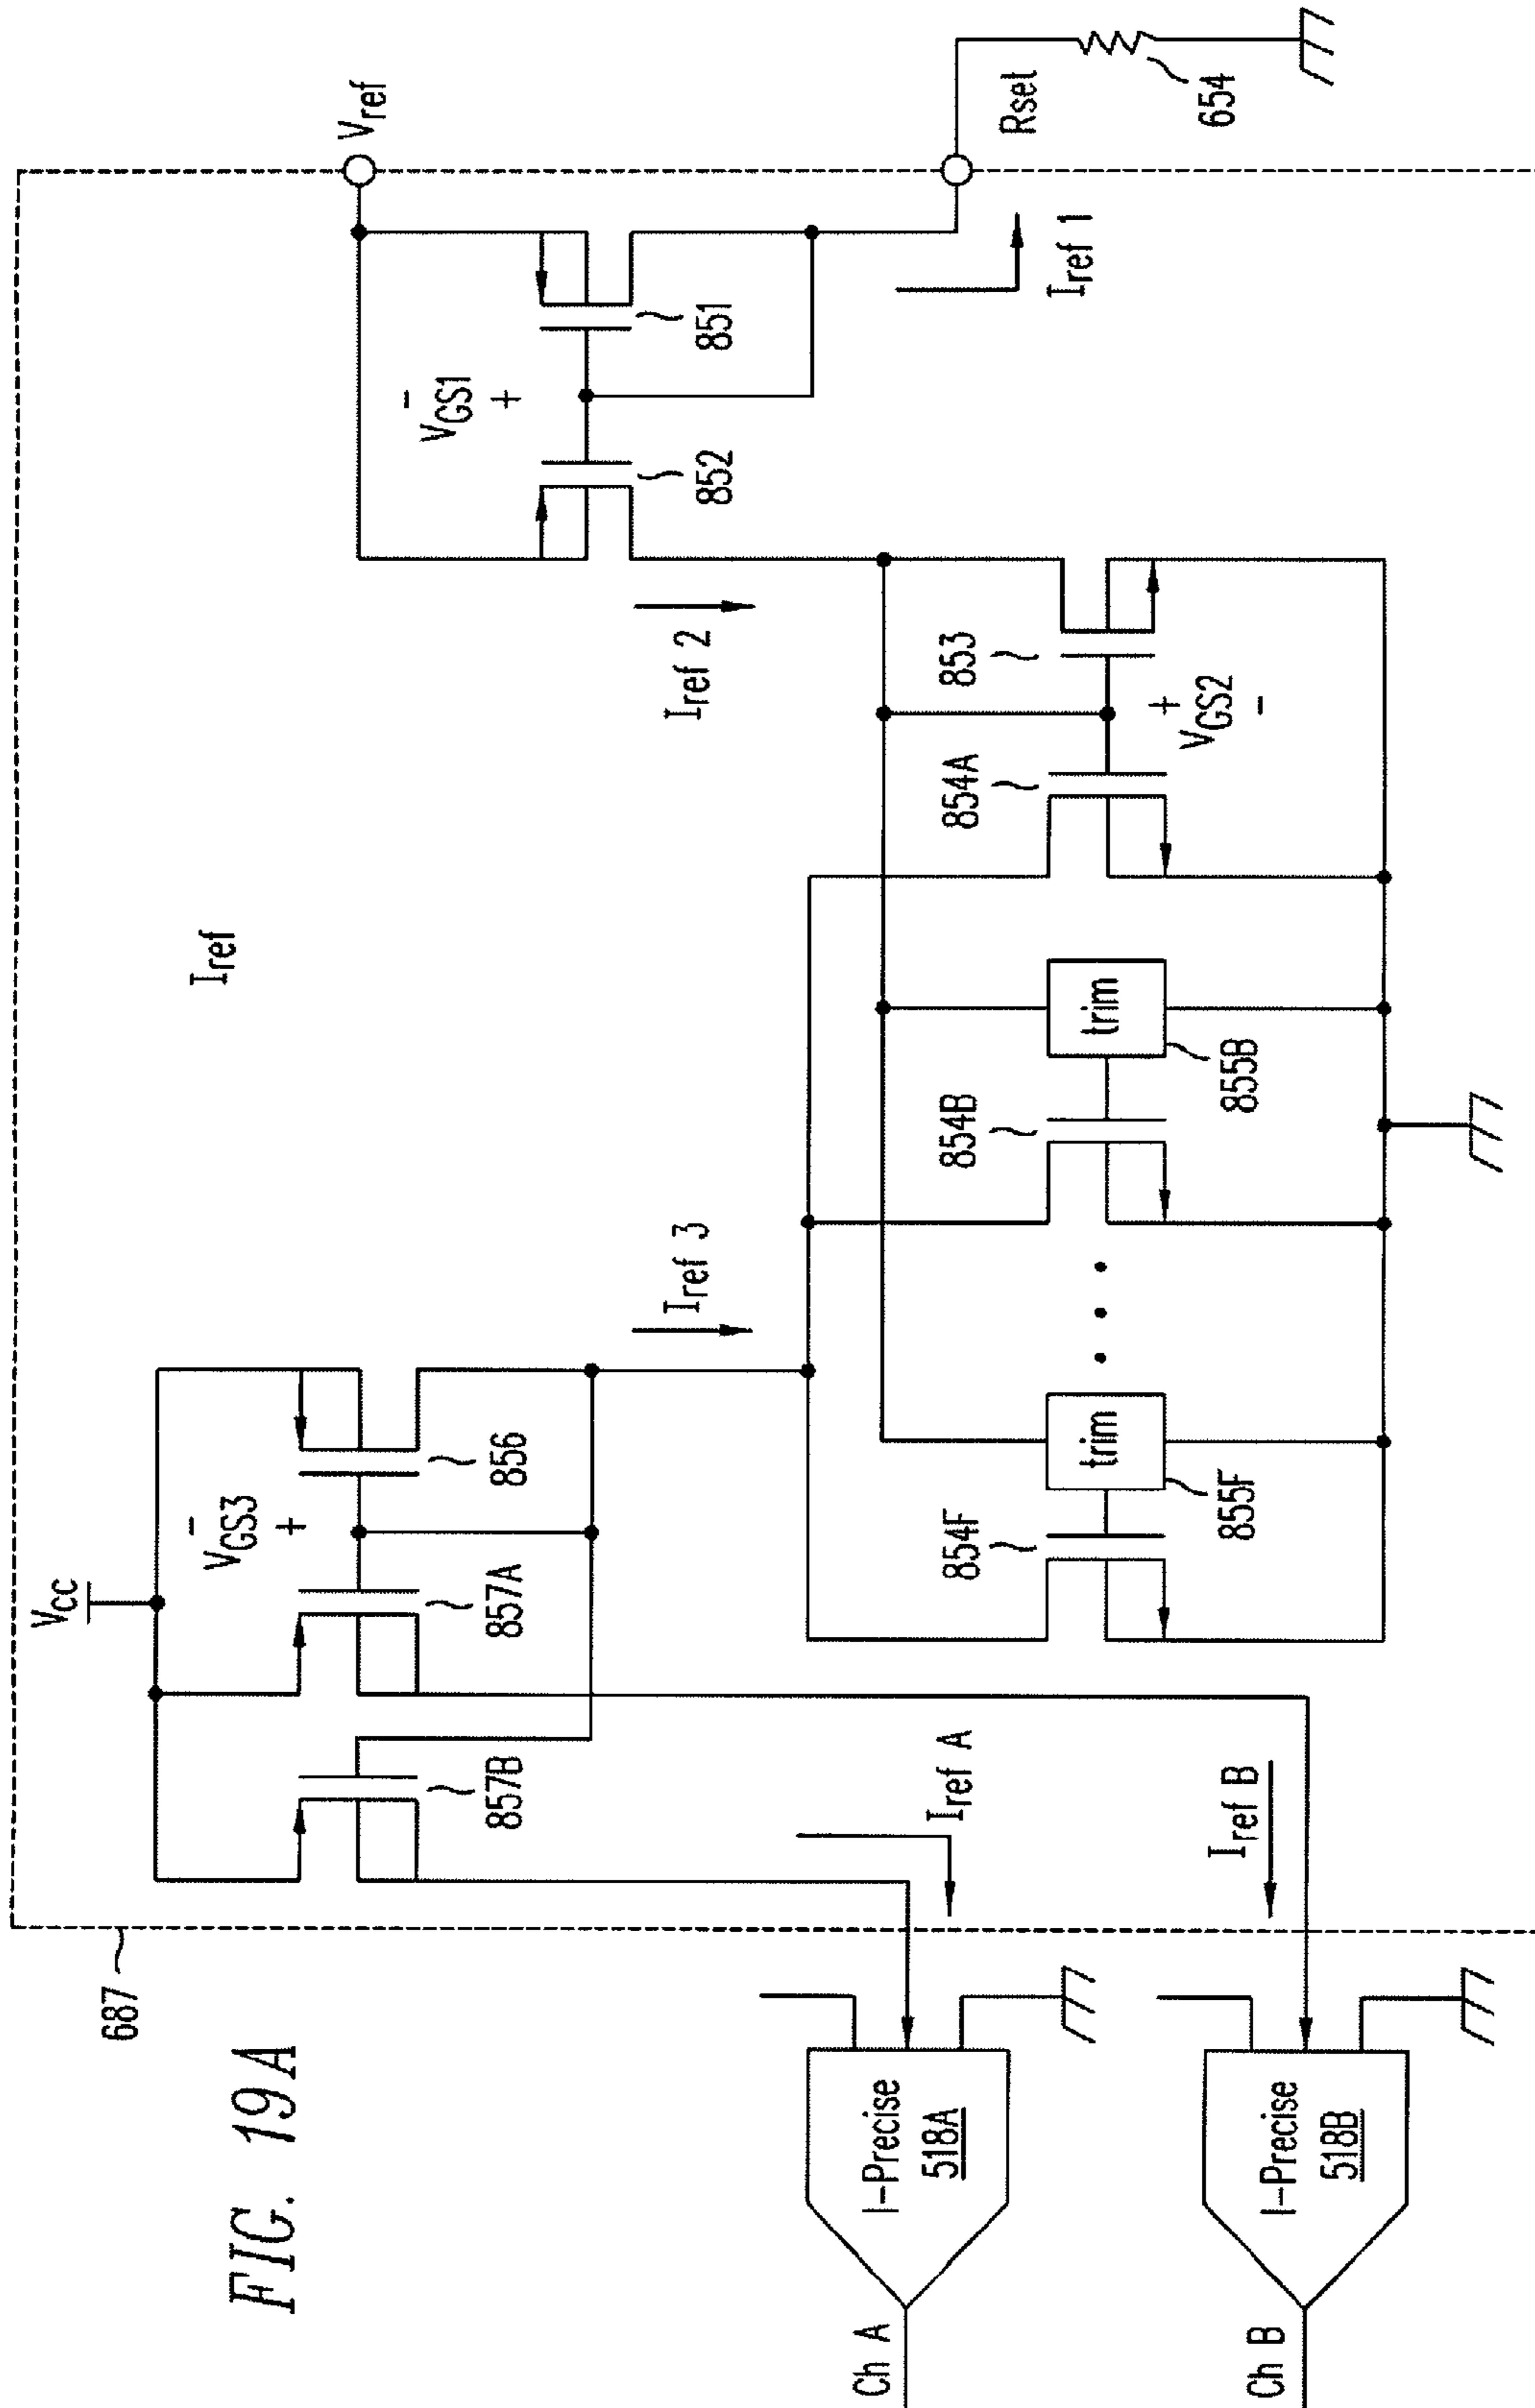 FIG. 19A
687
Vcc
Vref
Iref
VGS3
-
+
857B
857A
856
VGS1
-
+
852
851
Iref 1
Rset
654
Iref 2
Iref 3
853
854A
VGS2
+
-
854B
trim
855B
854F
trim
855F
Iref A
Iref B
I-Precise
518A
Ch A
I-Precise
518B
Ch B